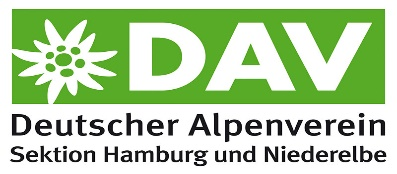 DAV
Deutscher Alpenverein
Sektion Hamburg und Niederelbe